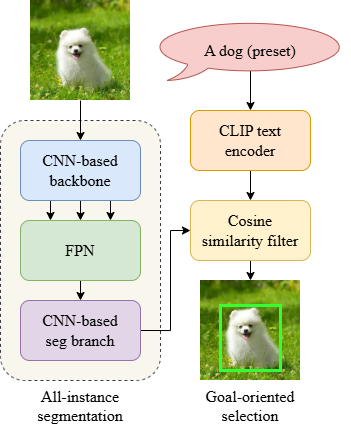 A dog (preset)
CNN-based
backbone
FPN
CNN-based
seg branch
All-instance
segmentation
CLIP text
encoder
Cosine
similarity filter
Goal-oriented
selection